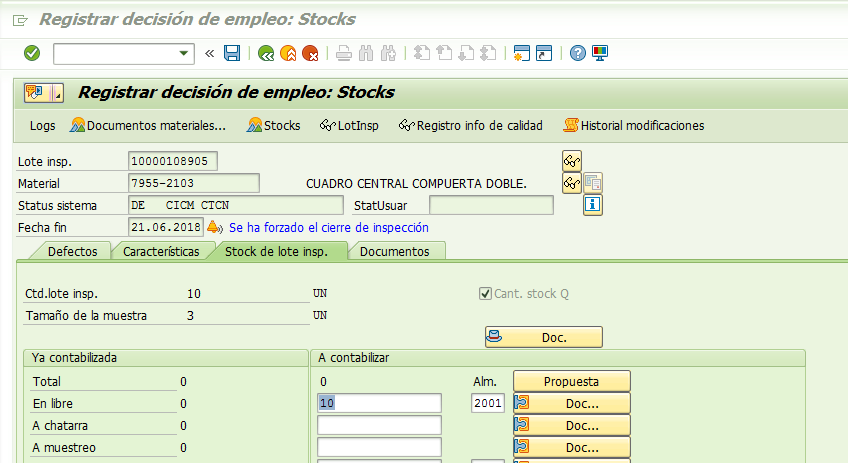 Registrar decisión de empleo: Stocks
Registrar decisión de empleo: Stocks
Logs Documentos materiales... Stocks LotInsp Registro info de calidad Historial modificaciones
Lote insp. 10000108905
Material 7955-2103 CUADRO CENTRAL COMPUERTA DOBLE.
Status sistema DE CICM CTCN StatUsuar
Fecha fin 21.06.2018 Se ha forzado el cierre de inspección
Defectos Características Stock de lote insp. Documentos
Ctd.lote insp. 10 UN Cant. stock Q
Tamaño de la muestra 3 UN
Doc.
Ya contabilizada A contabilizar
Total 0 0 Alm. Propuesta
En libre 0 10 2001 Doc...
A chatarra 0 Doc...
A muestreo 0 Doc...